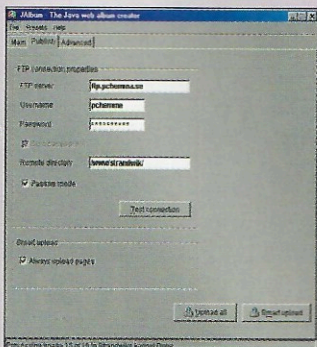 JAlbum - The Java web album creator
File Presets Help
Main Publish Advanced
FTP connection properties
FTP server ftp.pchemma.se
Username pchemma
Password **********
Remote directory /www/strandvik/
Passive mode
Test connection
Smart upload
Always upload pages
Upload all Smart upload